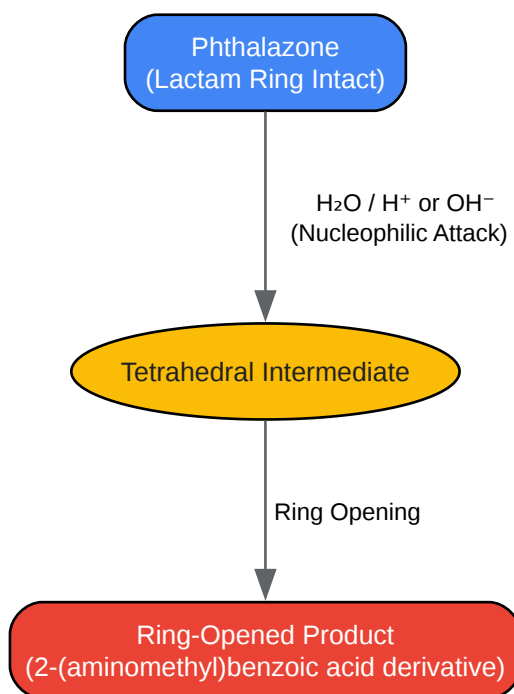 Phthalazone
(Lactam Ring Intact)
H₂O / H⁺ or OH⁻
(Nucleophilic Attack)
Tetrahedral Intermediate
Ring Opening
Ring-Opened Product
(2-(aminomethyl)benzoic acid derivative)